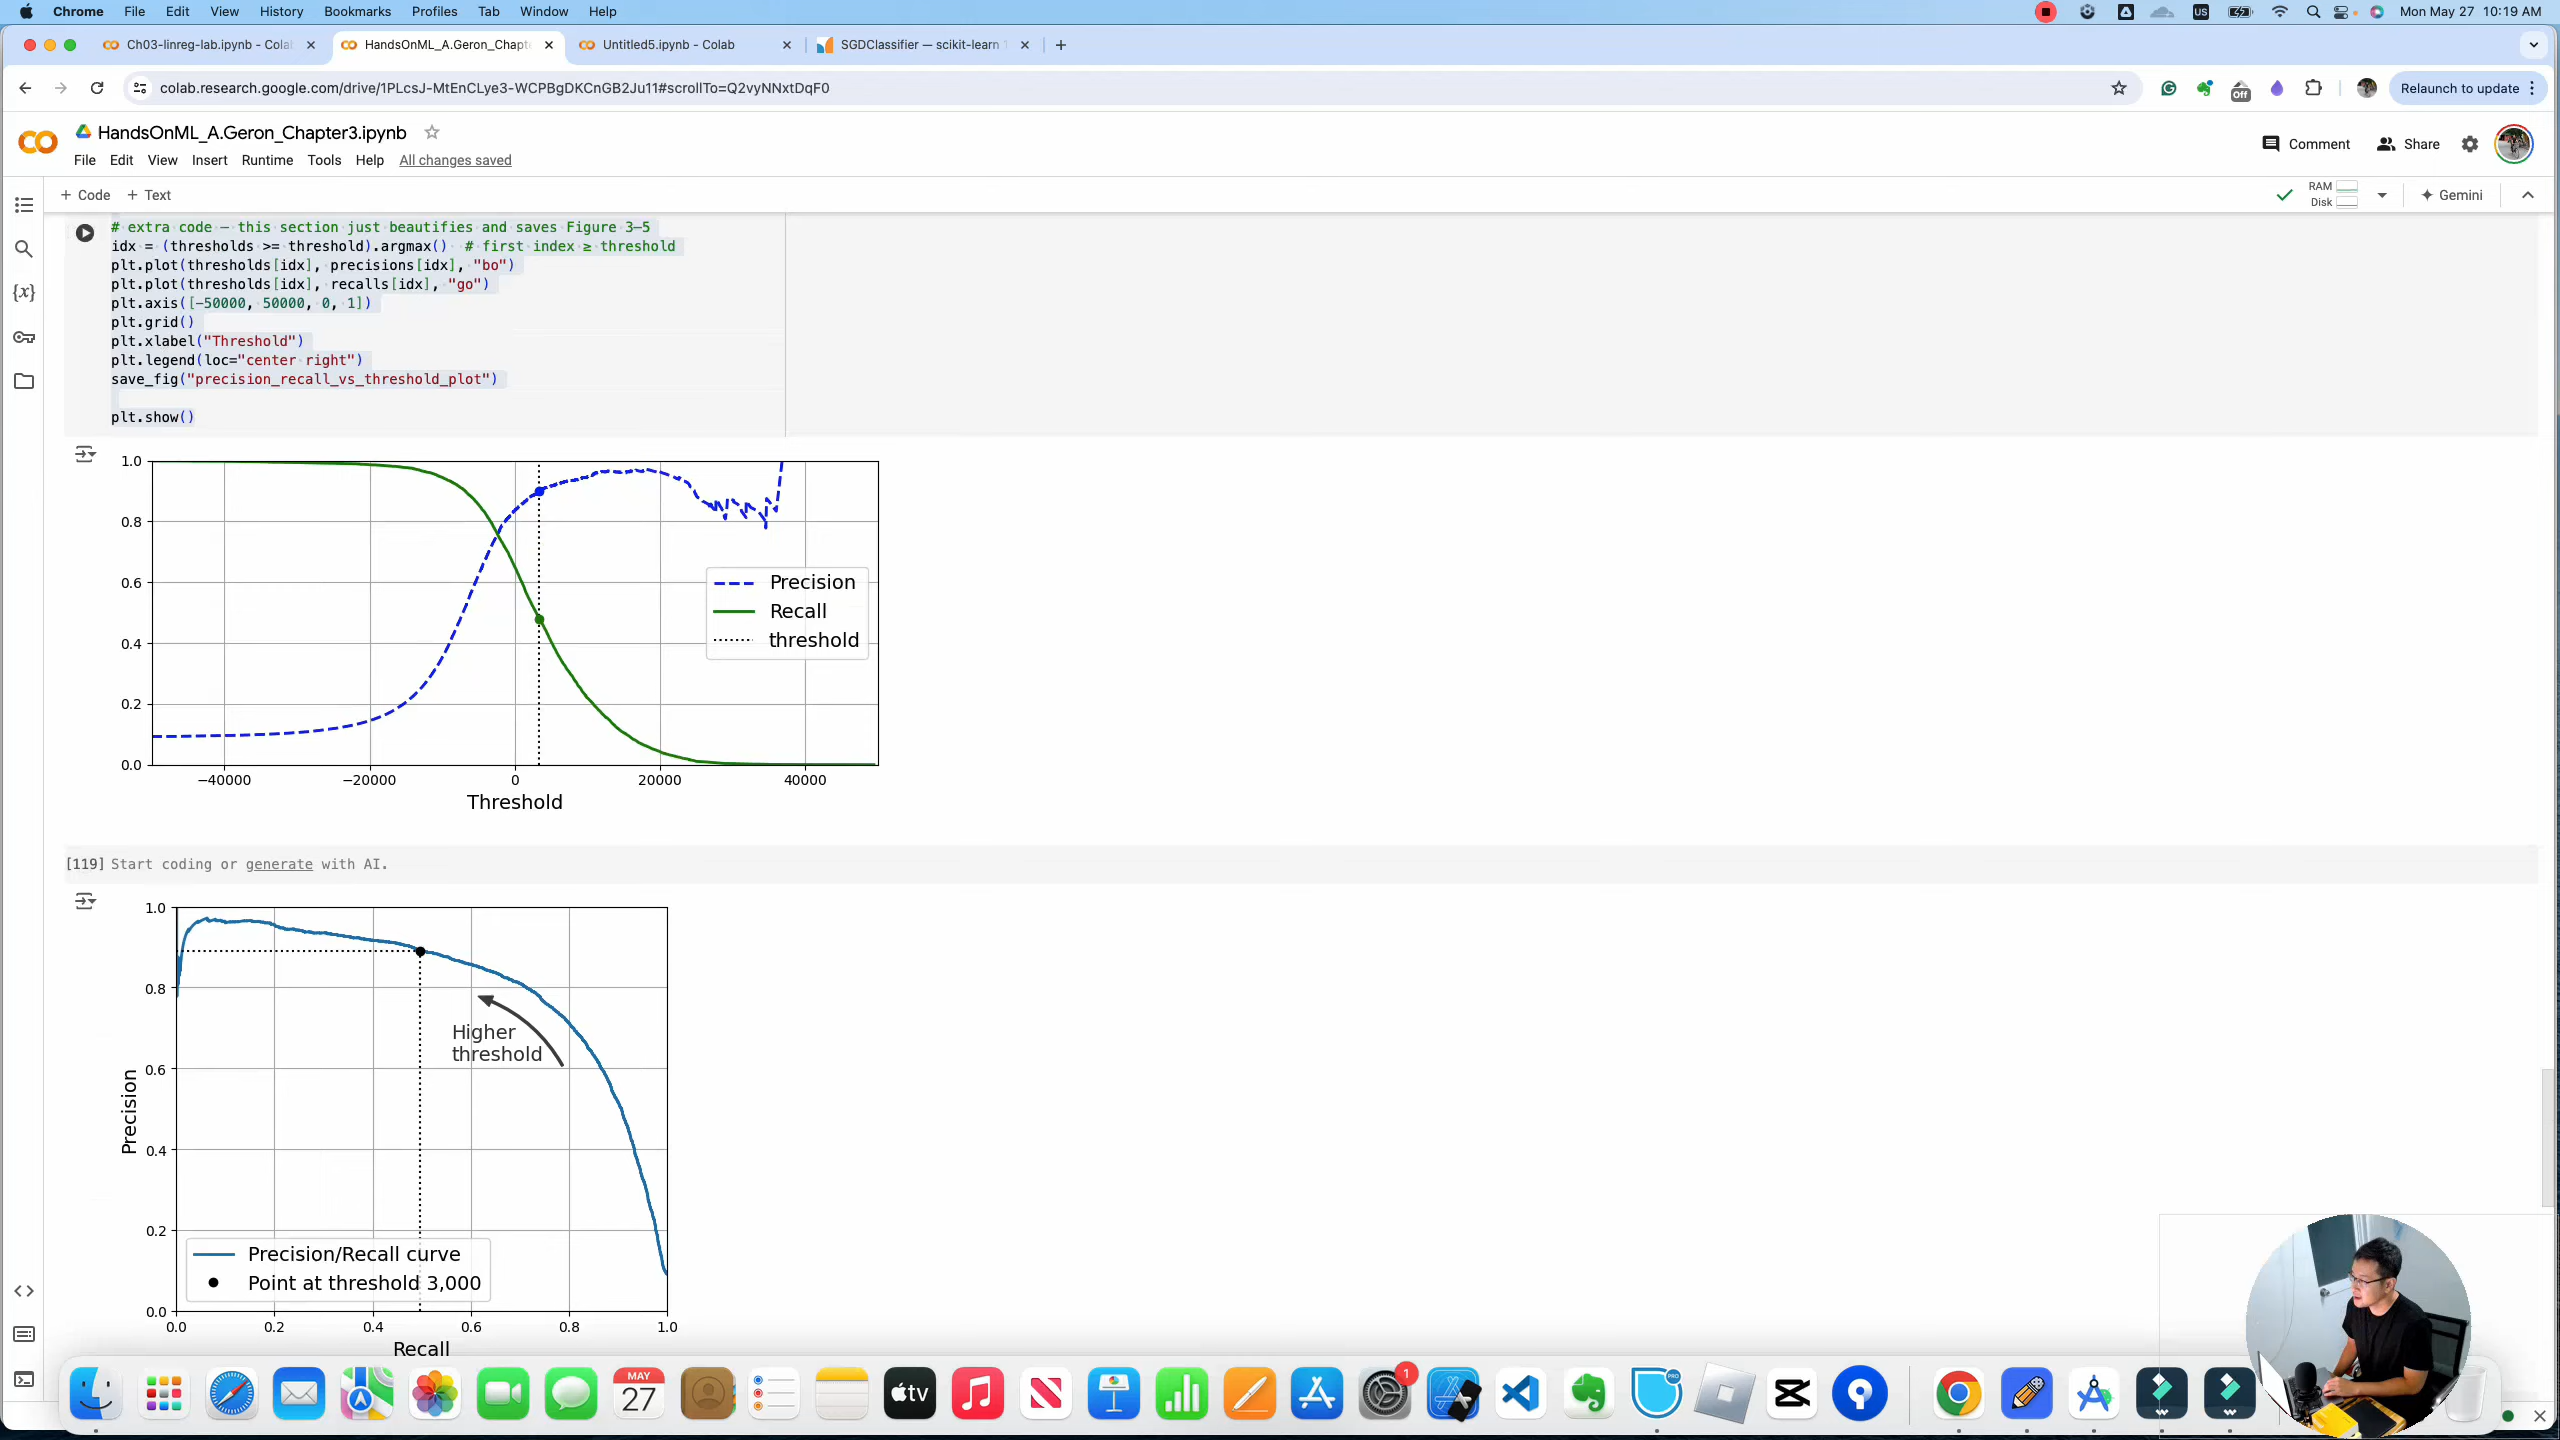 Chrome File Edit View History Bookmarks Profiles Tab Window Help
US
Mon May 27 10:19 AM
Ch03-linreg-lab.ipynb - Cola
HandsOnML_A.Geron_Chapt
Untitled5.ipynb - Colab
SGDClassifier — scikit-learn 1
colab.research.google.com/drive/1PLcsJ-MtEnCLye3-WCPBgDKCnGB2Ju11#scrollTo=Q2vyNNxtDqF0
Off
Relaunch to update
HandsOnML_A.Geron_Chapter3.ipynb
File Edit View Insert Runtime Tools Help All changes saved
Comment
Share
+ Code + Text
RAM
Disk
Gemini
# extra code – this section just beautifies and saves Figure 3–5
idx = (thresholds >= threshold).argmax()  # first index ≥ threshold
plt.plot(thresholds[idx], precisions[idx], "bo")
plt.plot(thresholds[idx], recalls[idx], "go")
plt.axis([-50000, 50000, 0, 1])
plt.grid()
plt.xlabel("Threshold")
plt.legend(loc="center right")
save_fig("precision_recall_vs_threshold_plot")
plt.show()
1.0
0.8
0.6
0.4
0.2
0.0
Precision
Recall
threshold
−40000 −20000 0 20000 40000
Threshold
[119] Start coding or generate with AI.
1.0
0.8
0.6
0.4
0.2
0.0
Precision
Higher
threshold
Precision/Recall curve
Point at threshold 3,000
0.0 0.2 0.4 0.6 0.8 1.0
Recall
MAY
27
tv
1
PRO